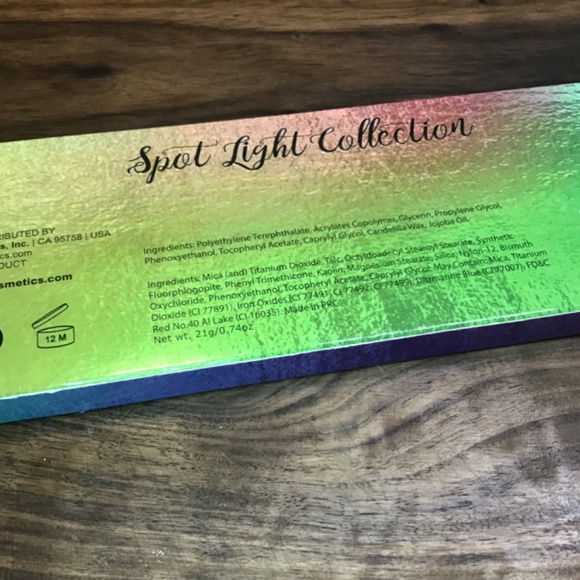 Spot Light Collection
RIBUTED BY
s, Inc. | CA 95758 | USA
cs.com
DUCT
smetics.com
12 M
Ingredients: Polyethylene Terephthalate, Acrylates Copolymer, Glycerin, Propylene Glycol,
Phenoxyethanol, Tocopheryl Acetate, Caprylyl Glycol, Candelilla Wax, Jojoba Oil,
Ingredients: Mica (and) Titanium Dioxide, Talc, Octyldodecyl Stearoyl Stearate, Synthetic
Fluorphlogopite, Phenyl Trimethicone, Kaolin, Magnesium Stearate, Silica, Nylon-12, Bismuth
Oxychloride, Phenoxyethanol, Tocopheryl Acetate, Caprylyl Glycol. May Contain: Mica, Titanium
Dioxide (CI 77891), Iron Oxides (CI 77491, CI 77492, CI 77499), Ultramarine Blue (CI 77007), FD&C
Red No.40 Al Lake (CI 16035). Made in PRC
Net wt. 21g/0.74oz